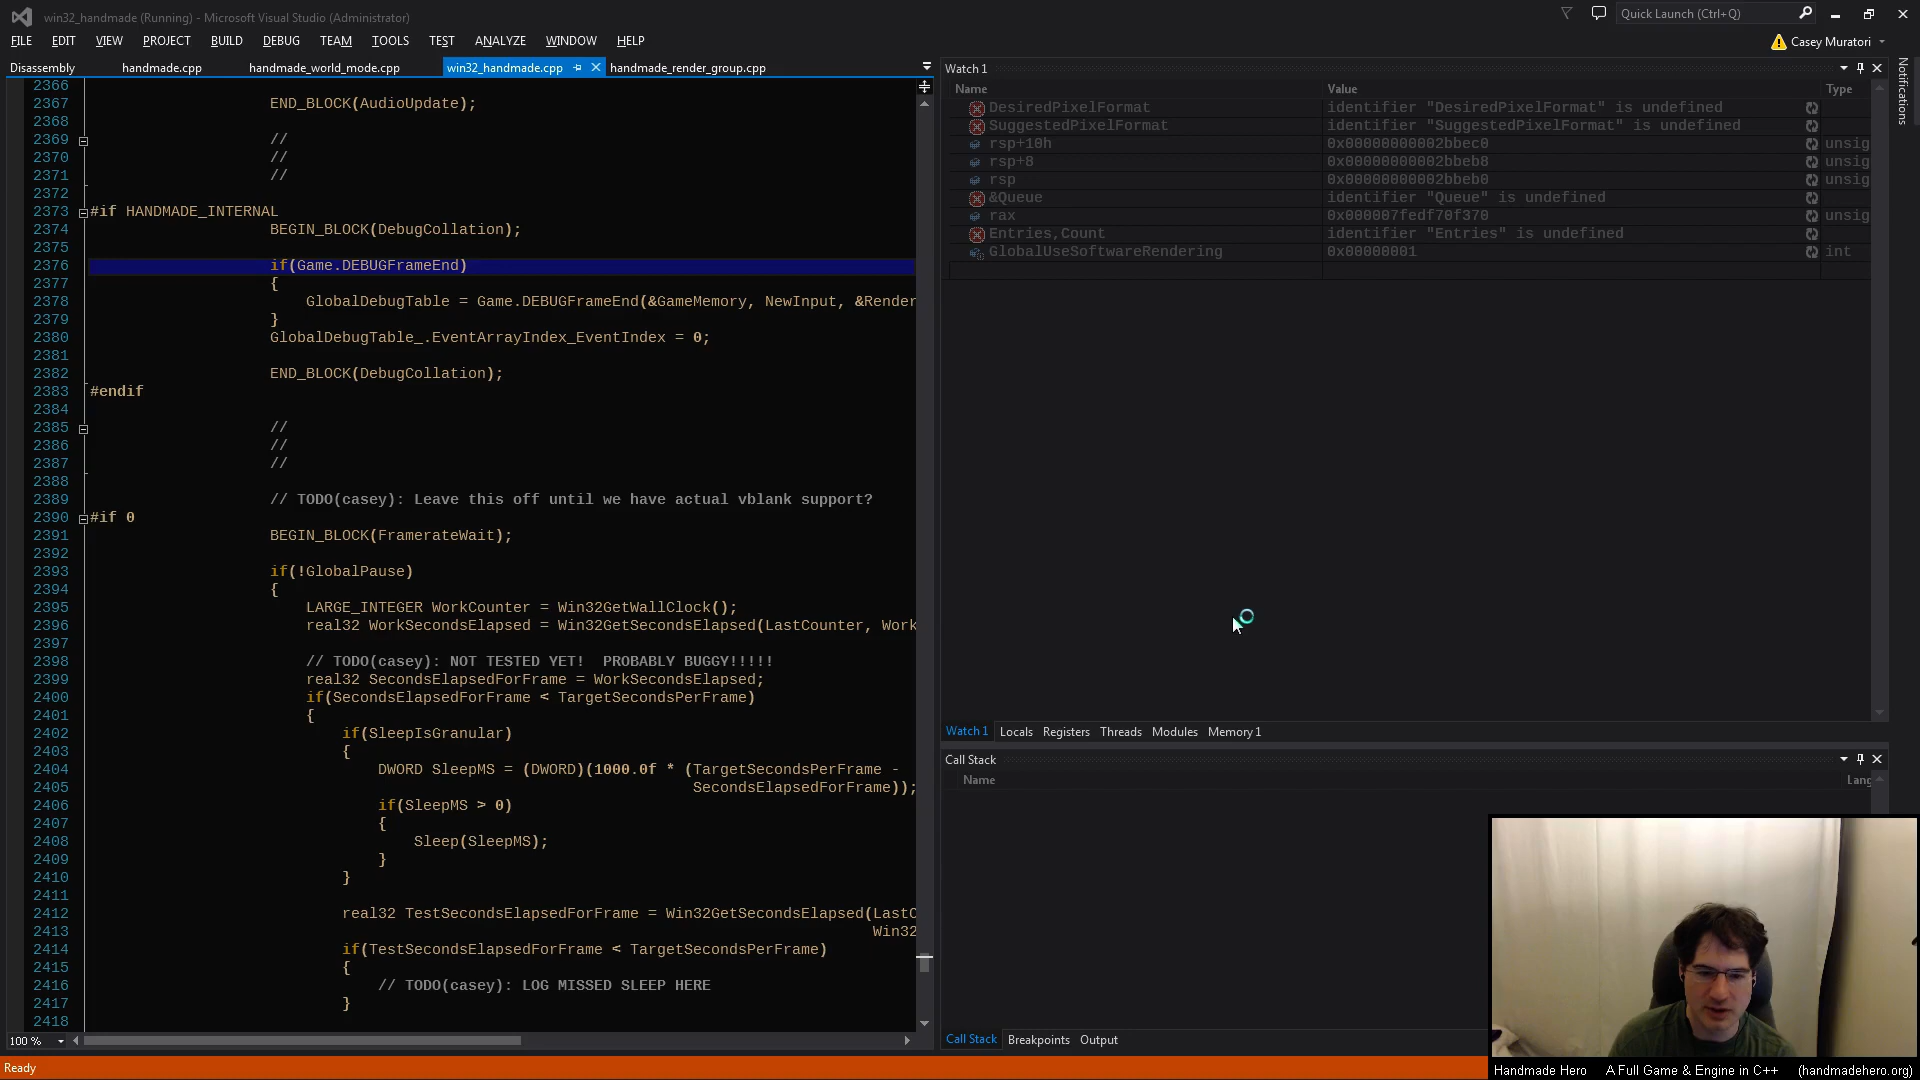 win32_handmade (Running) - Microsoft Visual Studio (Administrator)
Quick Launch (Ctrl+Q)
FILE EDIT VIEW PROJECT BUILD DEBUG TEAM TOOLS TEST ANALYZE WINDOW HELP
Casey Muratori
Disassembly handmade.cpp handmade_world_mode.cpp win32_handmade.cpp handmade_render_group.cpp
2366
2367 END_BLOCK(AudioUpdate);
2368
2369 //
2370 //
2371 //
2372
2373 #if HANDMADE_INTERNAL
2374 BEGIN_BLOCK(DebugCollation);
2375
2376 if(Game.DEBUGFrameEnd)
2377 {
2378 GlobalDebugTable = Game.DEBUGFrameEnd(&GameMemory, NewInput, &Render
2379 }
2380 GlobalDebugTable_.EventArrayIndex_EventIndex = 0;
2381
2382 END_BLOCK(DebugCollation);
2383 #endif
2384
2385 //
2386 //
2387 //
2388
2389 // TODO(casey): Leave this off until we have actual vblank support?
2390 #if 0
2391 BEGIN_BLOCK(FramerateWait);
2392
2393 if(!GlobalPause)
2394 {
2395 LARGE_INTEGER WorkCounter = Win32GetWallClock();
2396 real32 WorkSecondsElapsed = Win32GetSecondsElapsed(LastCounter, Work
2397
2398 // TODO(casey): NOT TESTED YET!  PROBABLY BUGGY!!!!!
2399 real32 SecondsElapsedForFrame = WorkSecondsElapsed;
2400 if(SecondsElapsedForFrame < TargetSecondsPerFrame)
2401 {
2402 if(SleepIsGranular)
2403 {
2404 DWORD SleepMS = (DWORD)(1000.0f * (TargetSecondsPerFrame -
2405 SecondsElapsedForFrame));
2406 if(SleepMS > 0)
2407 {
2408 Sleep(SleepMS);
2409 }
2410 }
2411
2412 real32 TestSecondsElapsedForFrame = Win32GetSecondsElapsed(LastC
2413 Win32
2414 if(TestSecondsElapsedForFrame < TargetSecondsPerFrame)
2415 {
2416 // TODO(casey): LOG MISSED SLEEP HERE
2417 }
2418
100 %
Ready
Watch 1
Name Value Type
DesiredPixelFormat identifier "DesiredPixelFormat" is undefined
SuggestedPixelFormat identifier "SuggestedPixelFormat" is undefined
rsp+10h 0x00000000002bbec0 unsig
rsp+8 0x00000000002bbeb8 unsig
rsp 0x00000000002bbeb0 unsig
&Queue identifier "Queue" is undefined
rax 0x000007fedf70f370 unsig
Entries,Count identifier "Entries" is undefined
GlobalUseSoftwareRendering 0x00000001 int
Watch 1 Locals Registers Threads Modules Memory 1
Call Stack
Name Lang
Call Stack Breakpoints Output
Notifications
Handmade Hero A Full Game & Engine in C++ (handmadehero.org)